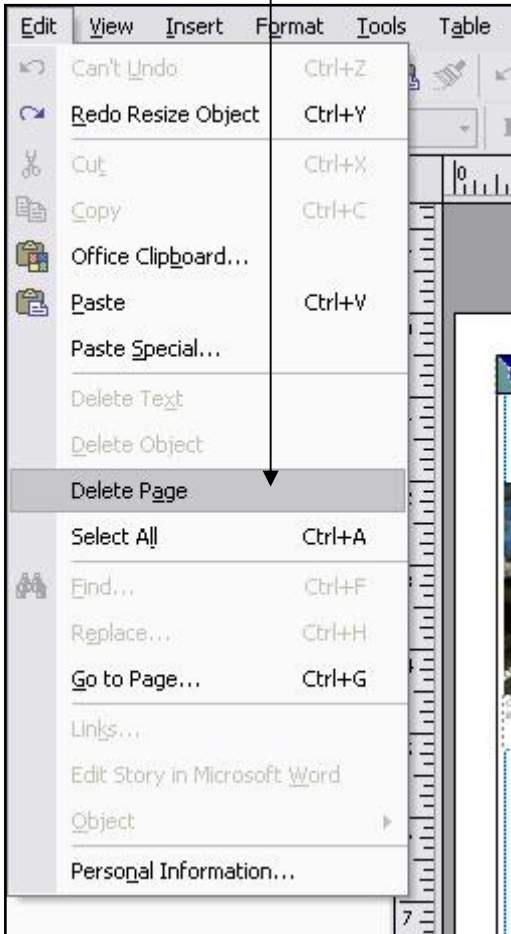 Edit View Insert Format Tools Table
Can't Undo Ctrl+Z
Redo Resize Object Ctrl+Y
Cut Ctrl+X
Copy Ctrl+C
Office Clipboard...
Paste Ctrl+V
Paste Special...
Delete Text
Delete Object
Delete Page
Select All Ctrl+A
Find... Ctrl+F
Replace... Ctrl+H
Go to Page... Ctrl+G
Links...
Edit Story in Microsoft Word
Object
Personal Information...
0
7